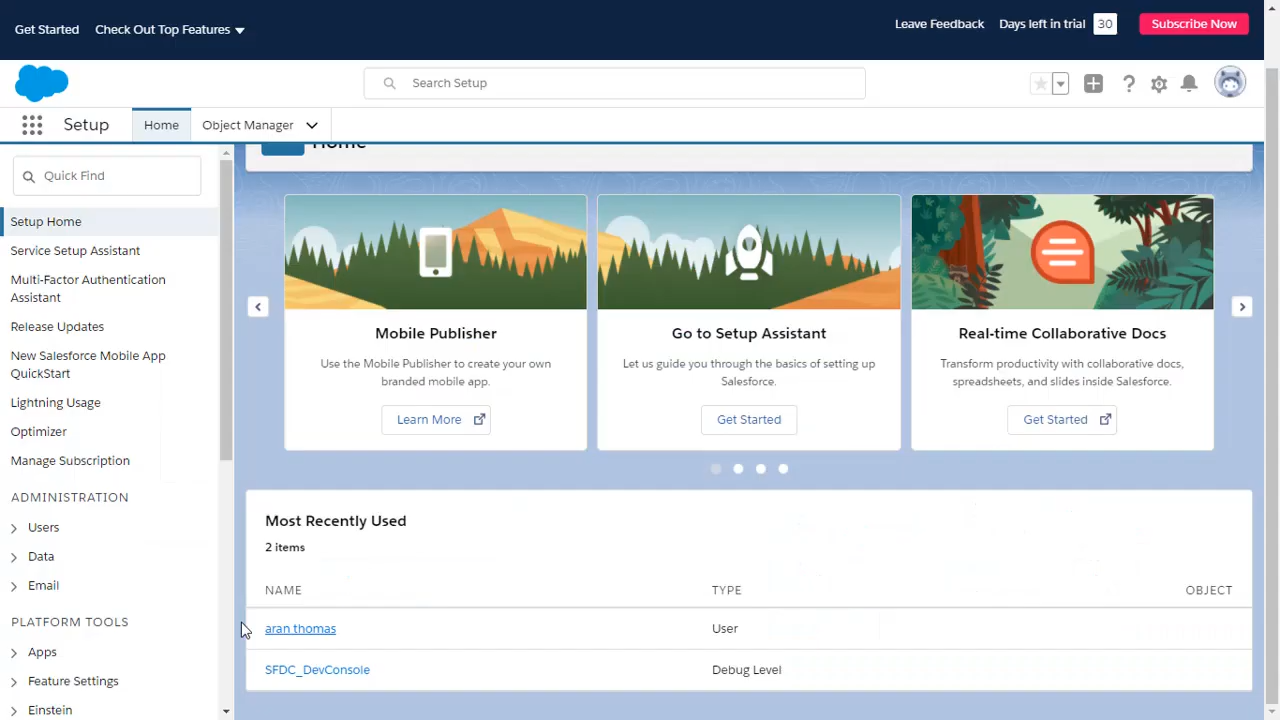 Get Started
Check Out Top Features
Leave Feedback
Days left in trial
30
Subscribe Now
Search Setup
Setup
Home
Object Manager
Quick Find
Setup Home
Service Setup Assistant
Multi-Factor Authentication
Assistant
Release Updates
New Salesforce Mobile App
QuickStart
Lightning Usage
Optimizer
Manage Subscription
ADMINISTRATION
Users
Data
Email
PLATFORM TOOLS
Apps
Feature Settings
Einstein
Home
Mobile Publisher
Use the Mobile Publisher to create your own
branded mobile app.
Learn More
Go to Setup Assistant
Let us guide you through the basics of setting up
Salesforce.
Get Started
Real-time Collaborative Docs
Transform productivity with collaborative docs,
spreadsheets, and slides inside Salesforce.
Get Started
Most Recently Used
2 items
NAME TYPE OBJECT
aran thomas User
SFDC_DevConsole Debug Level